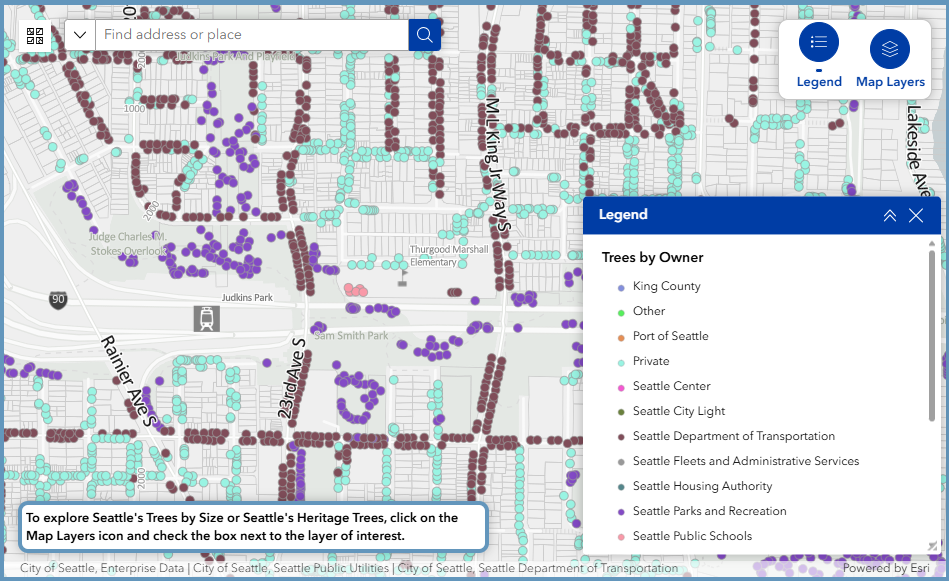 Find address or place
Legend
Map Layers
20
200
Judkins Park And Playfield
1000
M L King Jr Way S
Lakeside Ave
2000
Judge Charles M.
Stokes Overlook
Thurgood Marshall
Elementary
90
Judkins Park
Sam Smith Park
Rainier Ave S
23rd Ave S
2000
Legend
Trees by Owner
King County
Other
Port of Seattle
Private
Seattle Center
Seattle City Light
Seattle Department of Transportation
Seattle Fleets and Administrative Services
Seattle Housing Authority
Seattle Parks and Recreation
Seattle Public Schools
To explore Seattle's Trees by Size or Seattle's Heritage Trees, click on the
Map Layers icon and check the box next to the layer of interest.
City of Seattle, Enterprise Data | City of Seattle, Seattle Public Utilities | City of Seattle, Seattle Department of Transportation
Powered by Esri